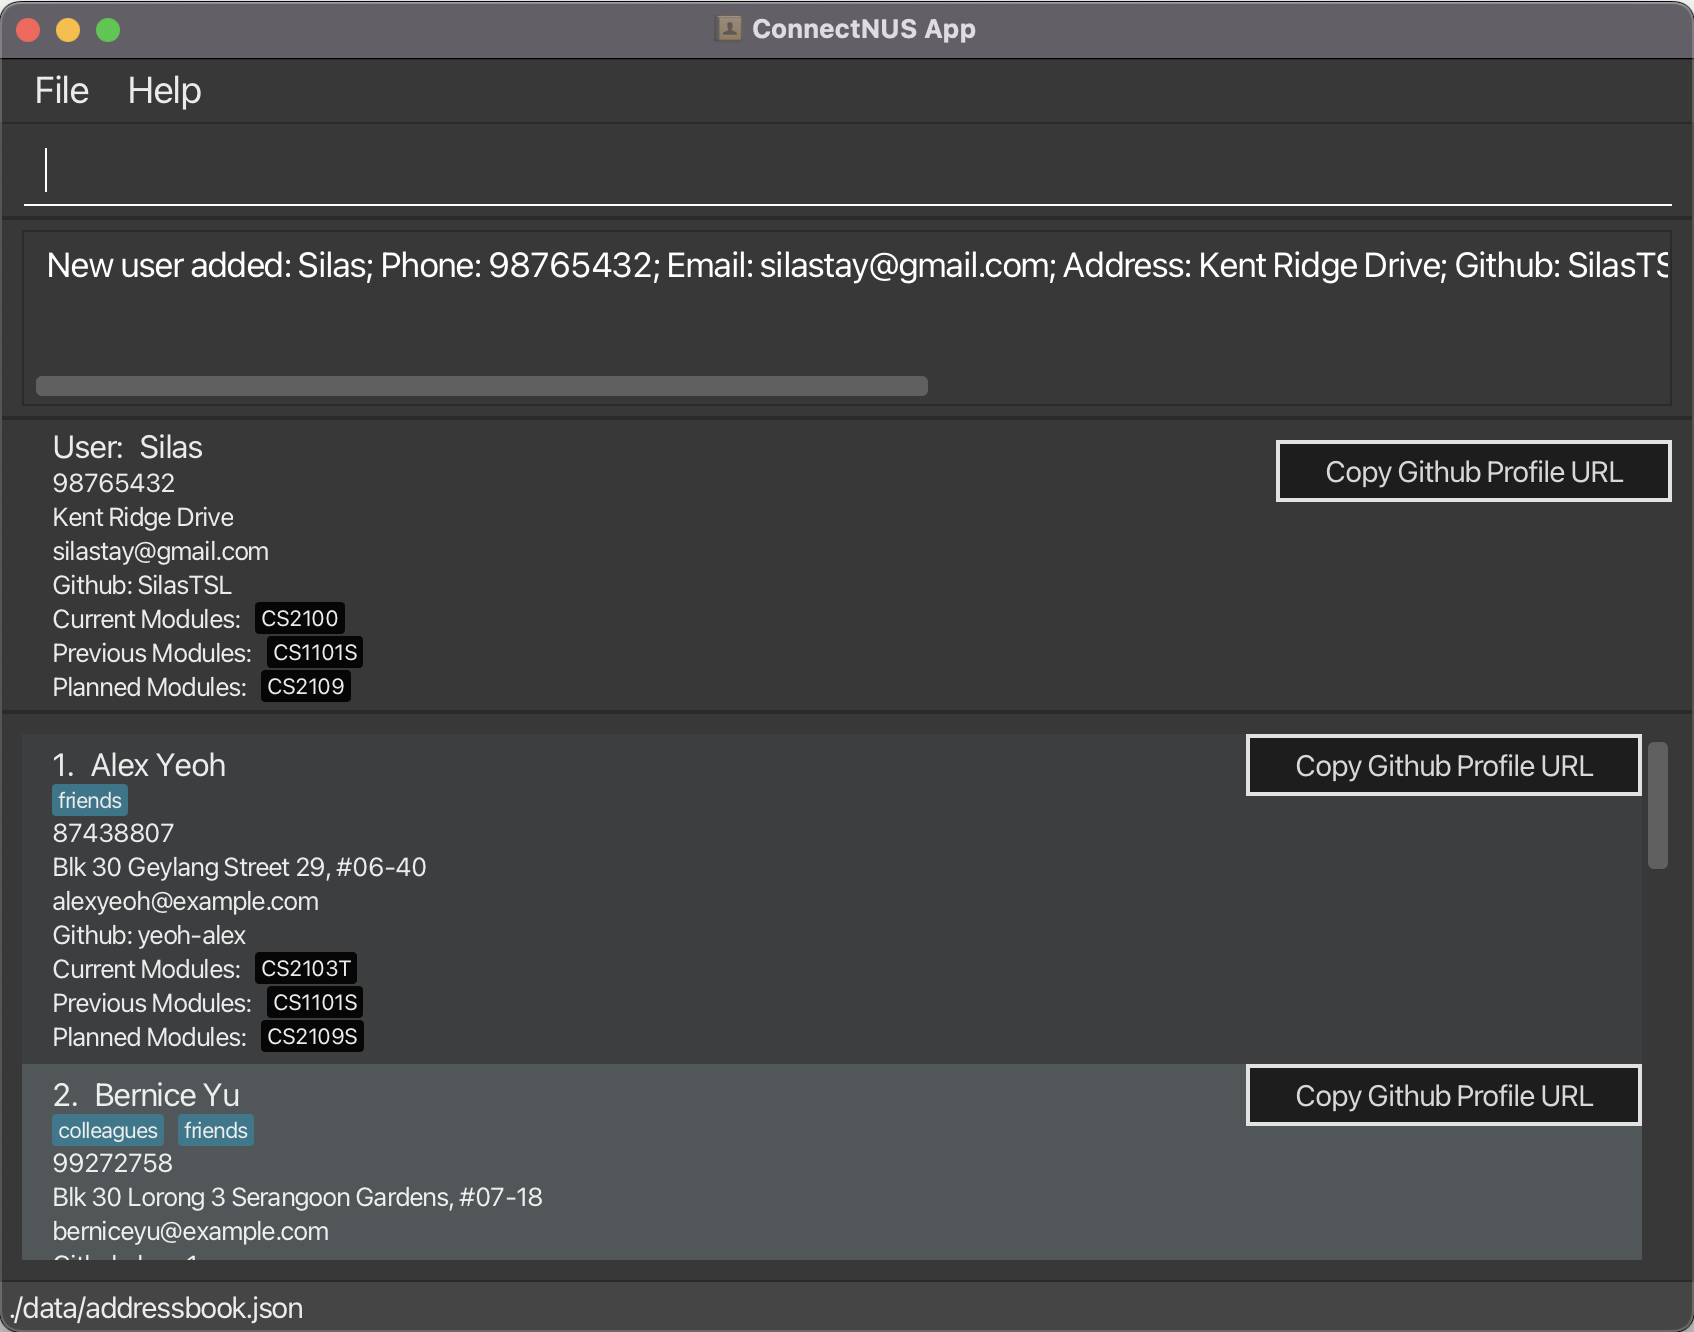 ConnectNUS App
File Help
New user added: Silas; Phone: 98765432; Email: silastay@gmail.com; Address: Kent Ridge Drive; Github:
User: Silas
Copy Github Profile URL
98765432
Kent Ridge Drive
silastay@gmail.com
Github: SilasTSL
Current Modules: CS2100
Previous Modules: CS1101S
Planned Modules: CS2109
1. Alex Yeoh
Copy Github Profile URL
friends
87438807
Blk 30 Geylang Street 29, #06-40
alexyeoh@example.com
Github: yeoh-alex
Current Modules: CS2103T
Previous Modules: CS1101S
Planned Modules: CS2109S
2. Bernice Yu
Copy Github Profile URL
colleagues friends
99272758
Blk 30 Lorong 3 Serangoon Gardens, #07-18
berniceyu@example.com
./data/addressbook.json